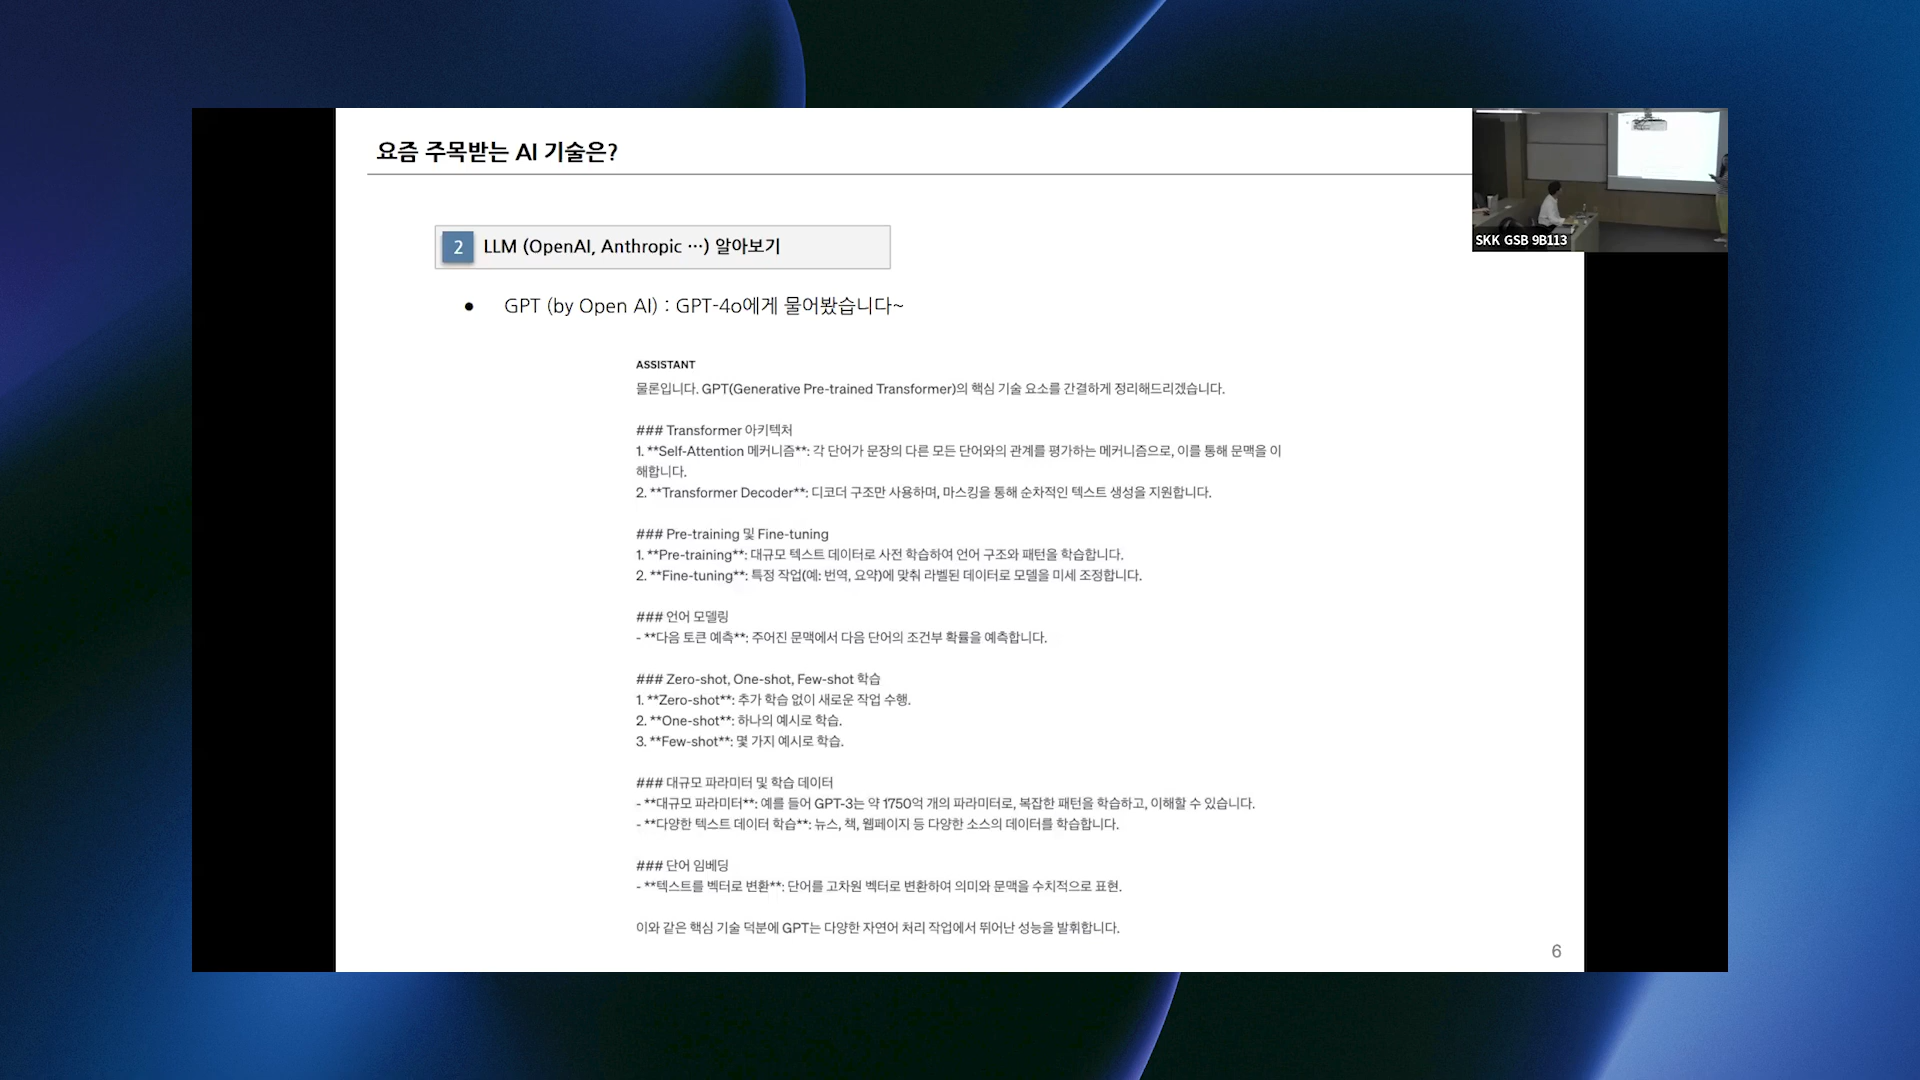 요즘 주목받는 AI 기술은?
SKK GSB 9B113
2 LLM (OpenAI, Anthropic ⋯) 알아보기
● GPT (by Open AI) : GPT-4o에게 물어봤습니다~
ASSISTANT
물론입니다. GPT(Generative Pre-trained Transformer)의 핵심 기술 요소를 간결하게 정리해드리겠습니다.
### Transformer 아키텍처
1. **Self-Attention 메커니즘**: 각 단어가 문장의 다른 모든 단어와의 관계를 평가하는 메커니즘으로, 이를 통해 문맥을 이
해합니다.
2. **Transformer Decoder**: 디코더 구조만 사용하며, 마스킹을 통해 순차적인 텍스트 생성을 지원합니다.
### Pre-training 및 Fine-tuning
1. **Pre-training**: 대규모 텍스트 데이터로 사전 학습하여 언어 구조와 패턴을 학습합니다.
2. **Fine-tuning**: 특정 작업(예: 번역, 요약)에 맞춰 라벨된 데이터로 모델을 미세 조정합니다.
### 언어 모델링
- **다음 토큰 예측**: 주어진 문맥에서 다음 단어의 조건부 확률을 예측합니다.
### Zero-shot, One-shot, Few-shot 학습
1. **Zero-shot**: 추가 학습 없이 새로운 작업 수행.
2. **One-shot**: 하나의 예시로 학습.
3. **Few-shot**: 몇 가지 예시로 학습.
### 대규모 파라미터 및 학습 데이터
- **대규모 파라미터**: 예를 들어 GPT-3는 약 1750억 개의 파라미터로, 복잡한 패턴을 학습하고, 이해할 수 있습니다.
- **다양한 텍스트 데이터 학습**: 뉴스, 책, 웹페이지 등 다양한 소스의 데이터를 학습합니다.
### 단어 임베딩
- **텍스트를 벡터로 변환**: 단어를 고차원 벡터로 변환하여 의미와 문맥을 수치적으로 표현.
이와 같은 핵심 기술 덕분에 GPT는 다양한 자연어 처리 작업에서 뛰어난 성능을 발휘합니다.
6